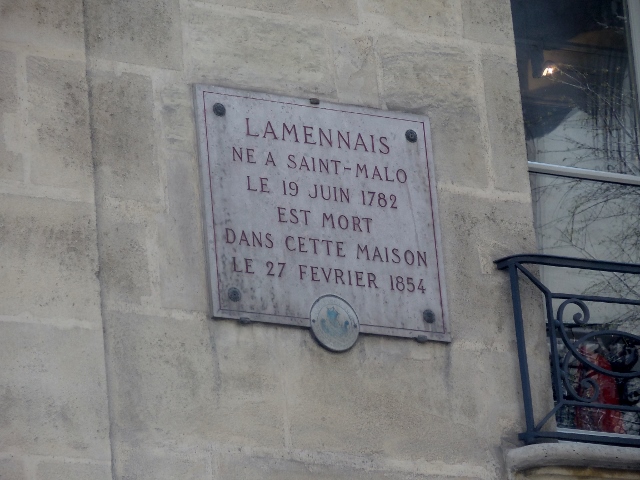 LAMENNAIS
NE A SAINT-MALO
LE 19 JUIN 1782
EST MORT
DANS CETTE MAISON
LE 27 FEVRIER 1854